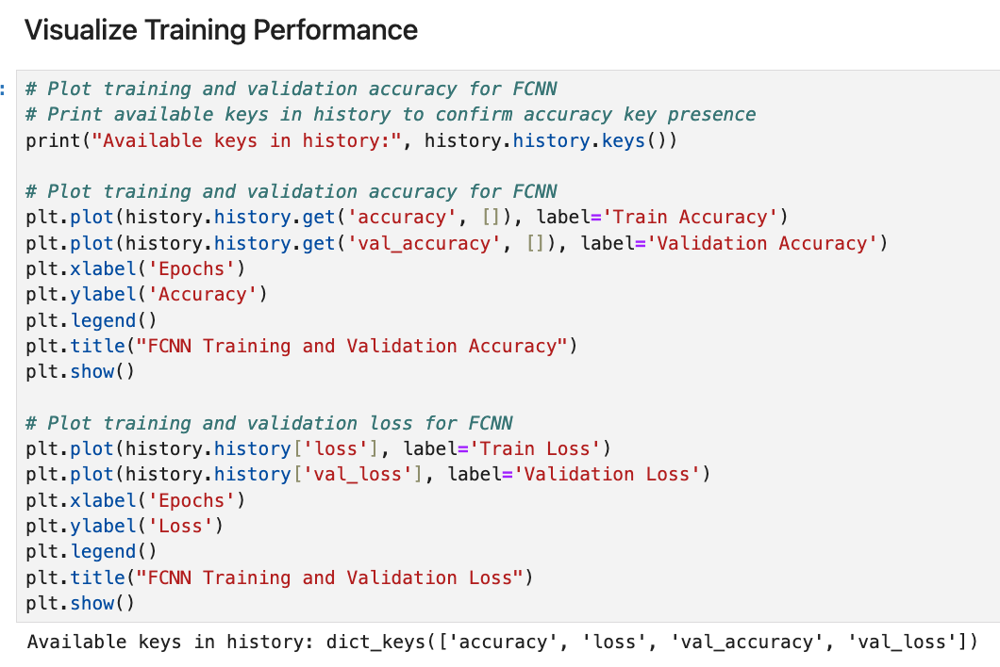 Visualize Training Performance
:
# Plot training and validation accuracy for FCNN
# Print available keys in history to confirm accuracy key presence
print("Available keys in history:", history.history.keys())
# Plot training and validation accuracy for FCNN
plt.plot(history.history.get('accuracy', []), label='Train Accuracy')
plt.plot(history.history.get('val_accuracy', []), label='Validation Accuracy')
plt.xlabel('Epochs')
plt.ylabel('Accuracy')
plt.legend()
plt.title("FCNN Training and Validation Accuracy")
plt.show()
# Plot training and validation loss for FCNN
plt.plot(history.history['loss'], label='Train Loss')
plt.plot(history.history['val_loss'], label='Validation Loss')
plt.xlabel('Epochs')
plt.ylabel('Loss')
plt.legend()
plt.title("FCNN Training and Validation Loss")
plt.show()
Available keys in history: dict_keys(['accuracy', 'loss', 'val_accuracy', 'val_loss'])